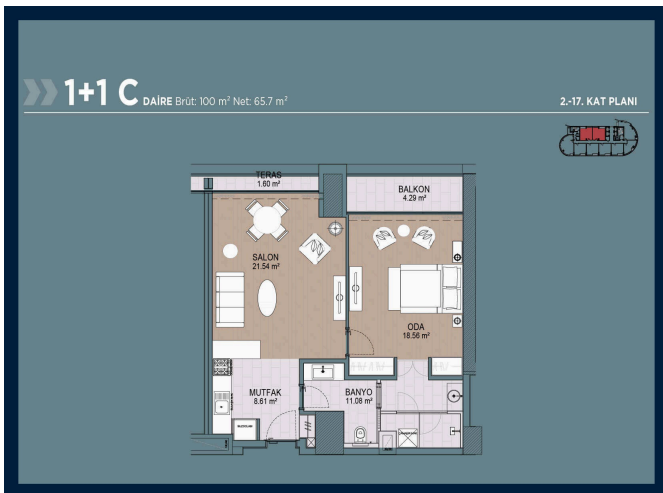 1+1 C DAİRE Brüt: 100 m² Net: 65.7 m²
2.-17. KAT PLANI
TERAS
1.60 m²
BALKON
4.29 m²
SALON
21.54 m²
ODA
18.56 m²
MUTFAK
8.61 m²
BANYO
11.08 m²